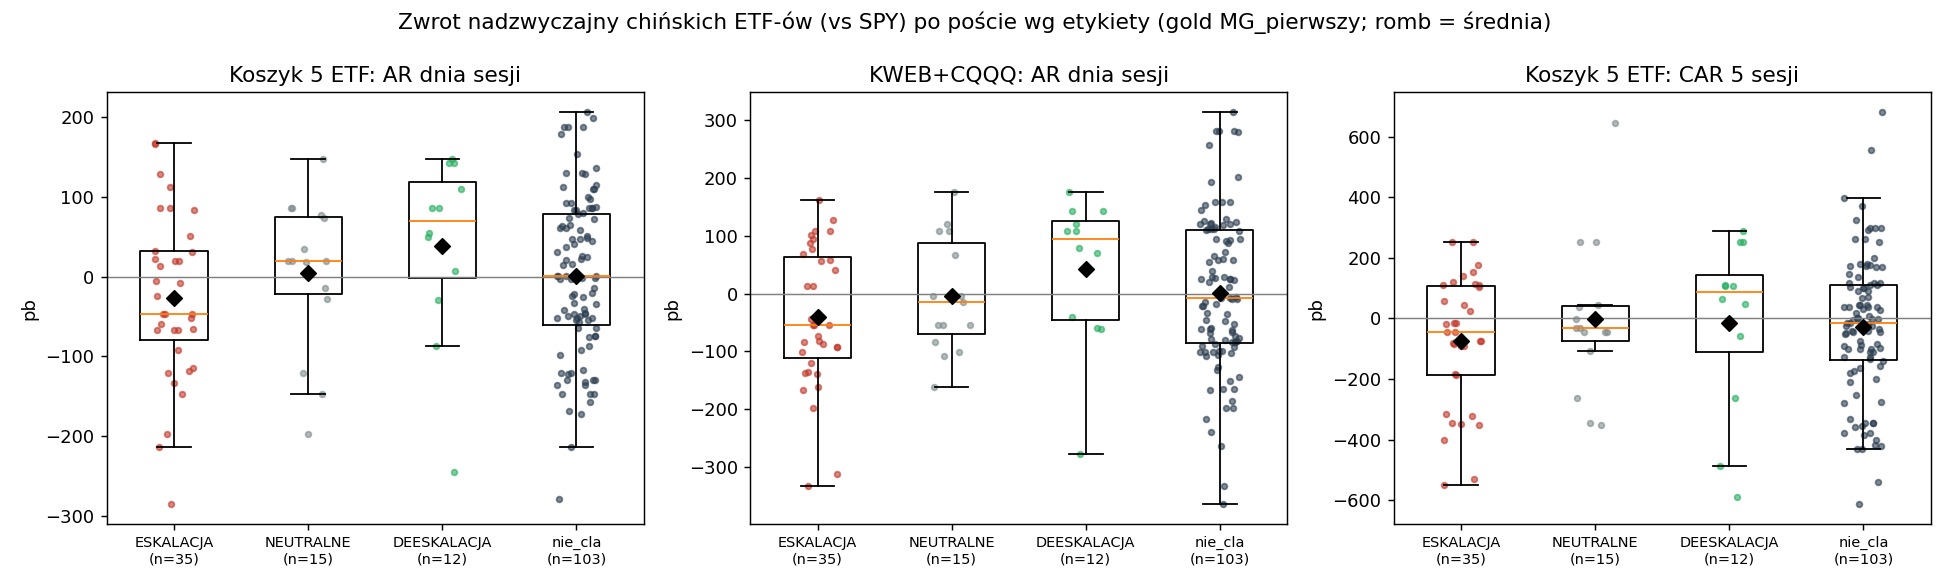 Zwrot nadzwyczajny chińskich ETF-ów (vs SPY) po poście wg etykiety (gold MG_pierwszy; romb = średnia)
Koszyk 5 ETF: AR dnia sesji
pb
200
100
0
−100
−200
−300
ESKALACJA
(n=35)
NEUTRALNE
(n=15)
DEESKALACJA
(n=12)
nie_cla
(n=103)
KWEB+CQQQ: AR dnia sesji
pb
300
200
100
0
−100
−200
−300
ESKALACJA
(n=35)
NEUTRALNE
(n=15)
DEESKALACJA
(n=12)
nie_cla
(n=103)
Koszyk 5 ETF: CAR 5 sesji
pb
600
400
200
0
−200
−400
−600
ESKALACJA
(n=35)
NEUTRALNE
(n=15)
DEESKALACJA
(n=12)
nie_cla
(n=103)